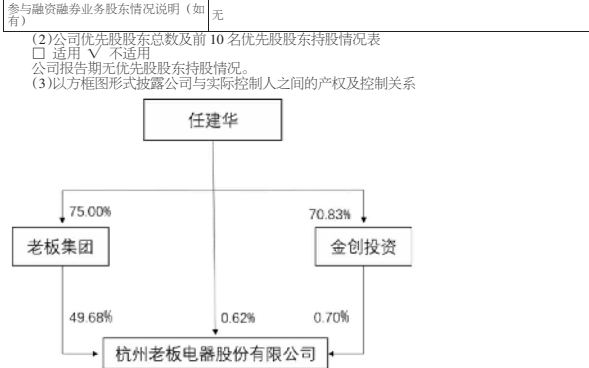 参与融资融券业务股东情况说明（如
有）
无
(2)公司优先股股东总数及前 10 名优先股股东持股情况表
□ 适用 √ 不适用
公司报告期无优先股股东持股情况。
(3)以方框图形式披露公司与实际控制人之间的产权及控制关系
任建华
75.00%
70.83%
老板集团
金创投资
49.68%
0.62%
0.70%
杭州老板电器股份有限公司